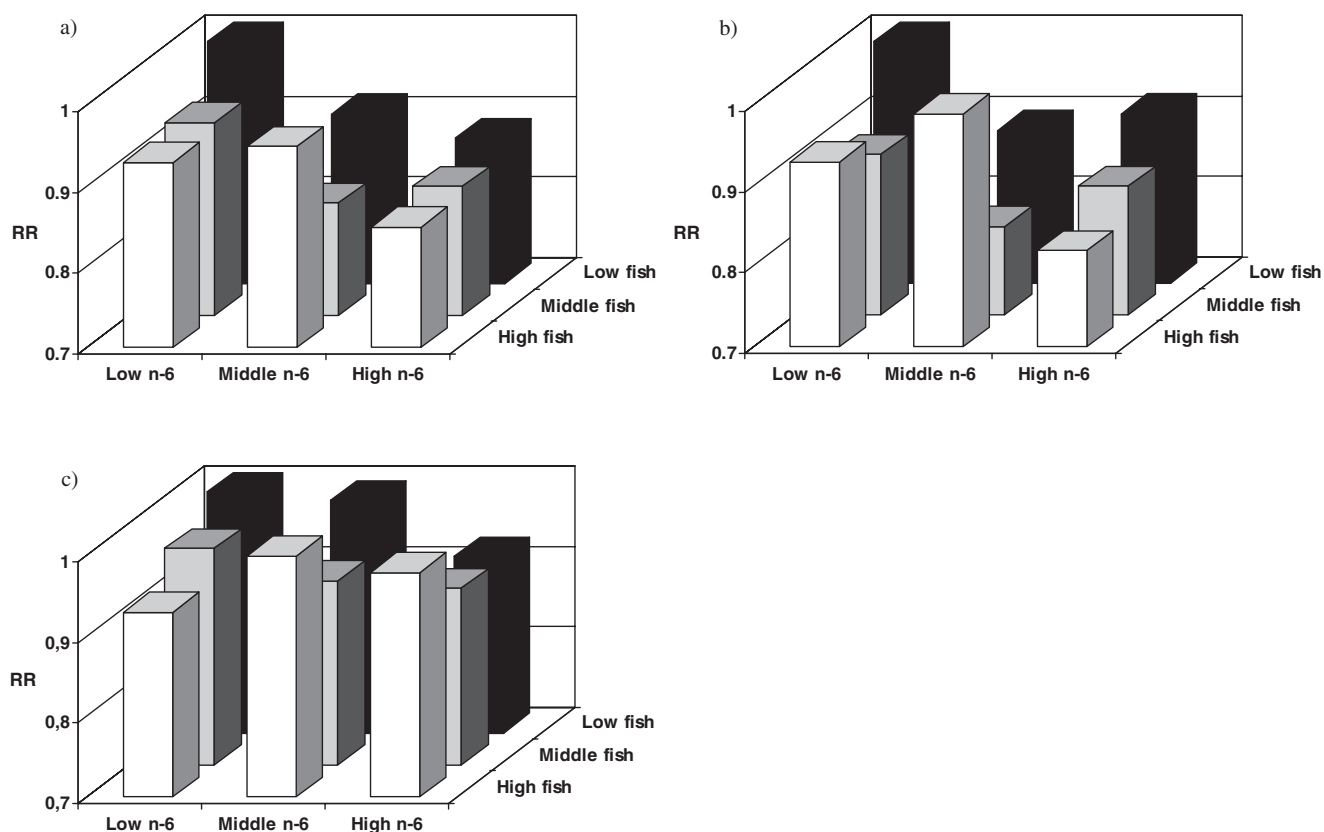 a)
1
0.9
0.8
0.7
RR
Low n-6 Middle n-6 High n-6
Low fish
Middle fish
High fish
b)
1
0.9
0.8
0.7
RR
Low n-6 Middle n-6 High n-6
Low fish
Middle fish
High fish
c)
1
0,9
0,8
0,7
RR
Low n-6 Middle n-6 High n-6
Low fish
Middle fish
High fish